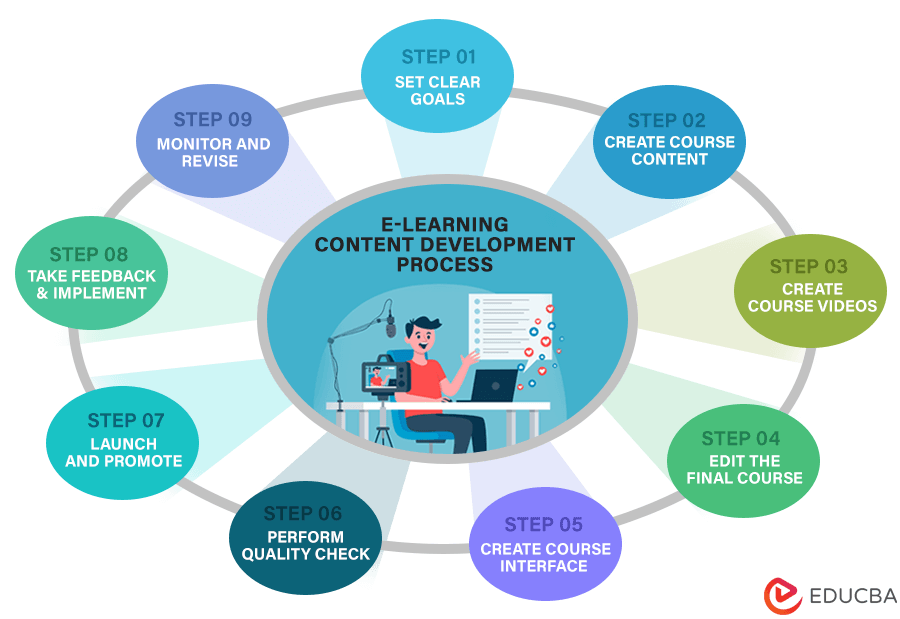 STEP 01
SET CLEAR
GOALS
STEP 02
CREATE COURSE
CONTENT
STEP 03
CREATE
COURSE VIDEOS
STEP 04
EDIT THE
FINAL COURSE
STEP 05
CREATE COURSE
INTERFACE
STEP 06
PERFORM
QUALITY CHECK
STEP 07
LAUNCH
AND PROMOTE
STEP 08
TAKE FEEDBACK
& IMPLEMENT
STEP 09
MONITOR AND
REVISE
E-LEARNING
CONTENT DEVELOPMENT
PROCESS
EDUCBA